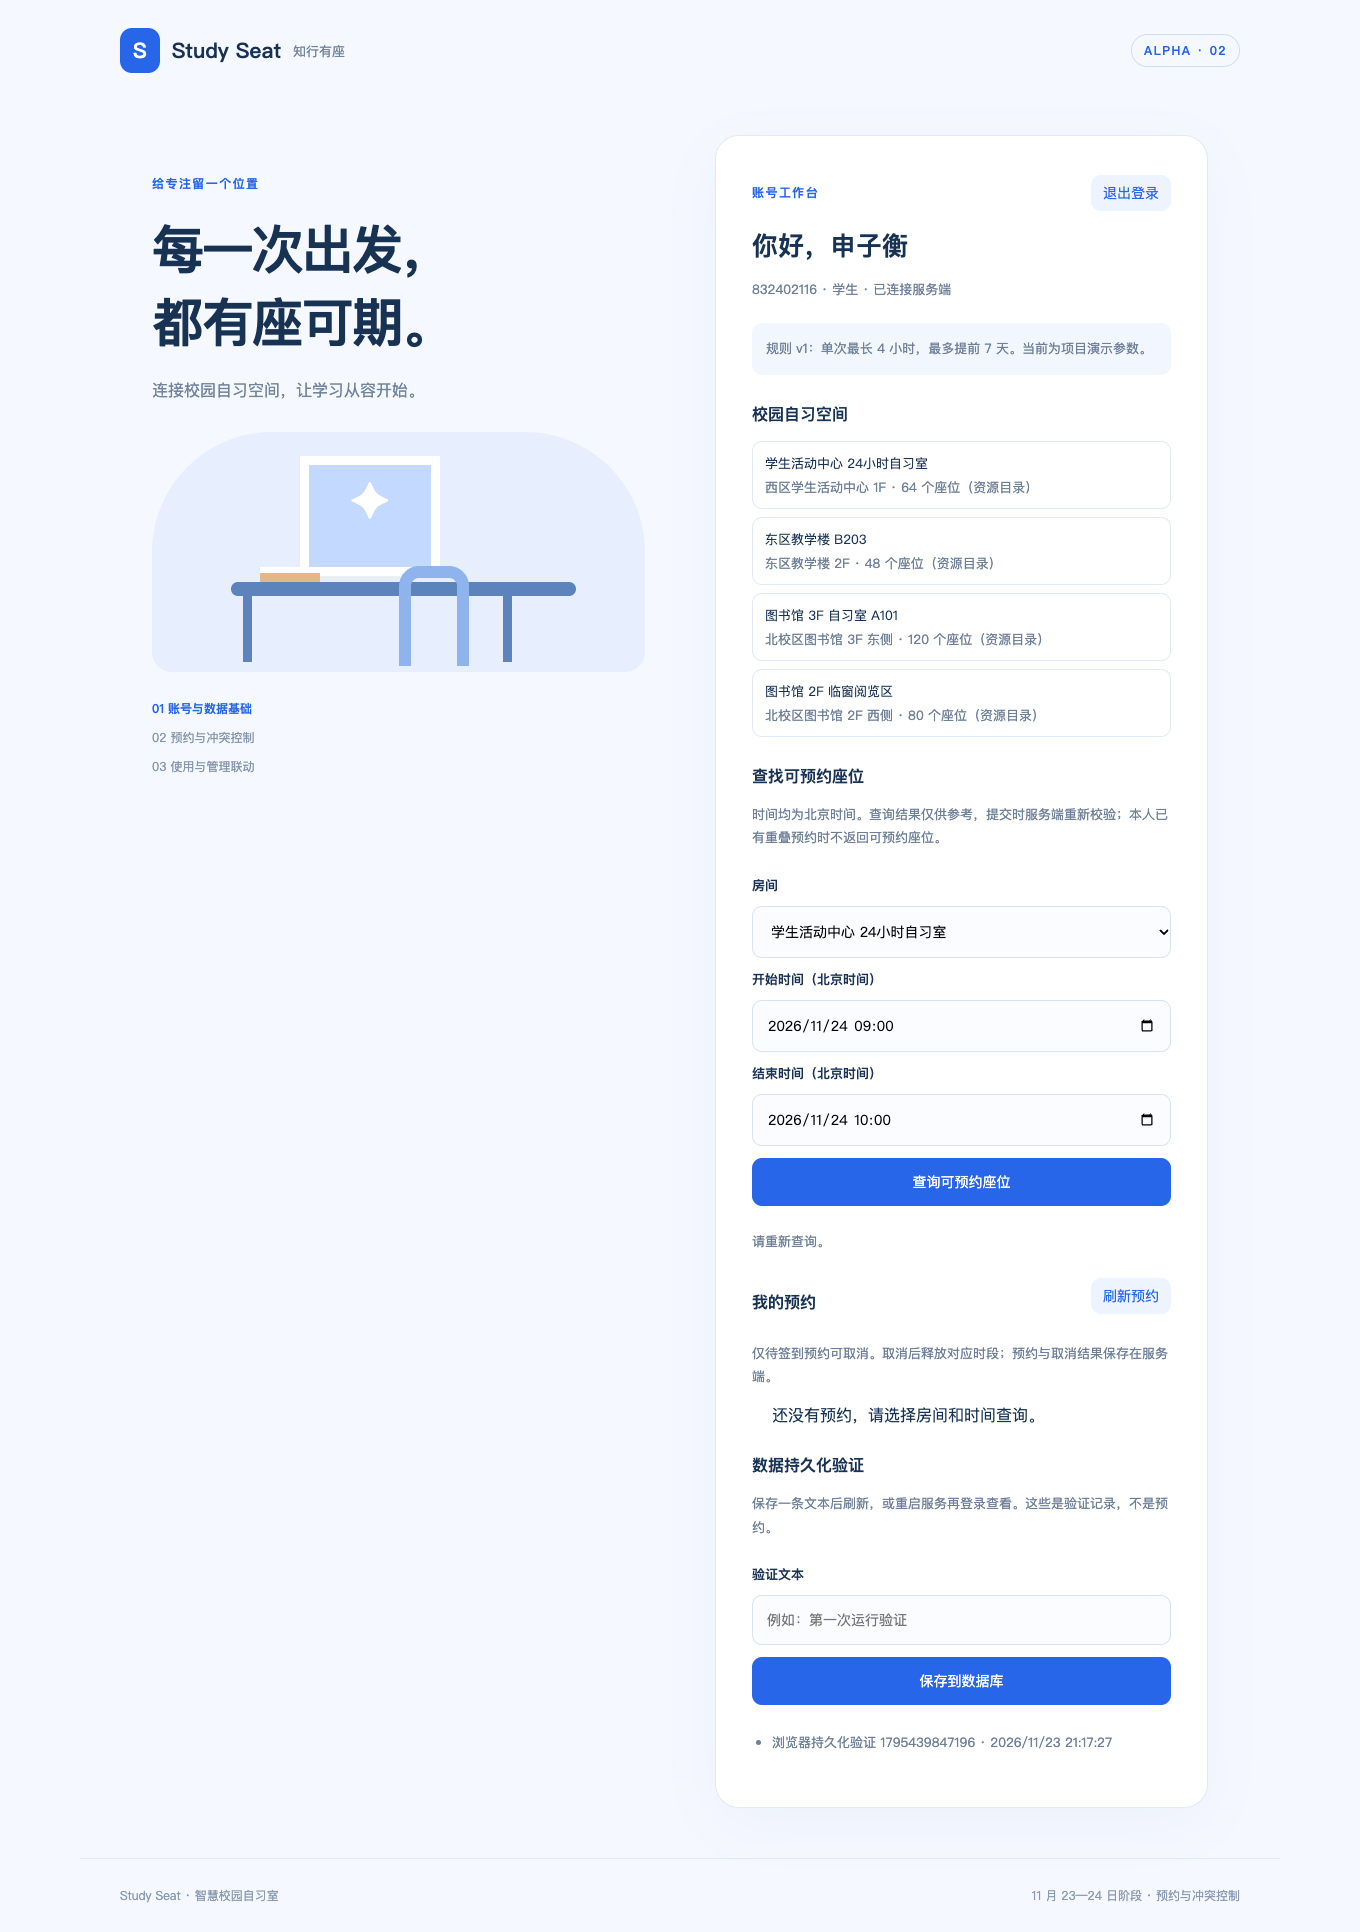 S Study Seat 知行有座
ALPHA · 02
给专注留一个位置
每一次出发，
都有座可期。
连接校园自习空间，让学习从容开始。
01 账号与数据基础
02 预约与冲突控制
03 使用与管理联动
账号工作台
退出登录
你好，申子衡
832402116 · 学生 · 已连接服务端
规则 v1：单次最长 4 小时，最多提前 7 天。当前为项目演示参数。
校园自习空间
学生活动中心 24小时自习室
西区学生活动中心 1F · 64 个座位（资源目录）
东区教学楼 B203
东区教学楼 2F · 48 个座位（资源目录）
图书馆 3F 自习室 A101
北校区图书馆 3F 东侧 · 120 个座位（资源目录）
图书馆 2F 临窗阅览区
北校区图书馆 2F 西侧 · 80 个座位（资源目录）
查找可预约座位
时间均为北京时间。查询结果仅供参考，提交时服务端重新校验；本人已
有重叠预约时不返回可预约座位。
房间
学生活动中心 24小时自习室
开始时间（北京时间）
2026/11/24 09:00
结束时间（北京时间）
2026/11/24 10:00
查询可预约座位
请重新查询。
我的预约
刷新预约
仅待签到预约可取消。取消后释放对应时段；预约与取消结果保存在服务
端。
还没有预约，请选择房间和时间查询。
数据持久化验证
保存一条文本后刷新，或重启服务再登录查看。这些是验证记录，不是预
约。
验证文本
例如：第一次运行验证
保存到数据库
• 浏览器持久化验证 1795439847196 · 2026/11/23 21:17:27
Study Seat · 智慧校园自习室
11 月 23—24 日阶段 · 预约与冲突控制